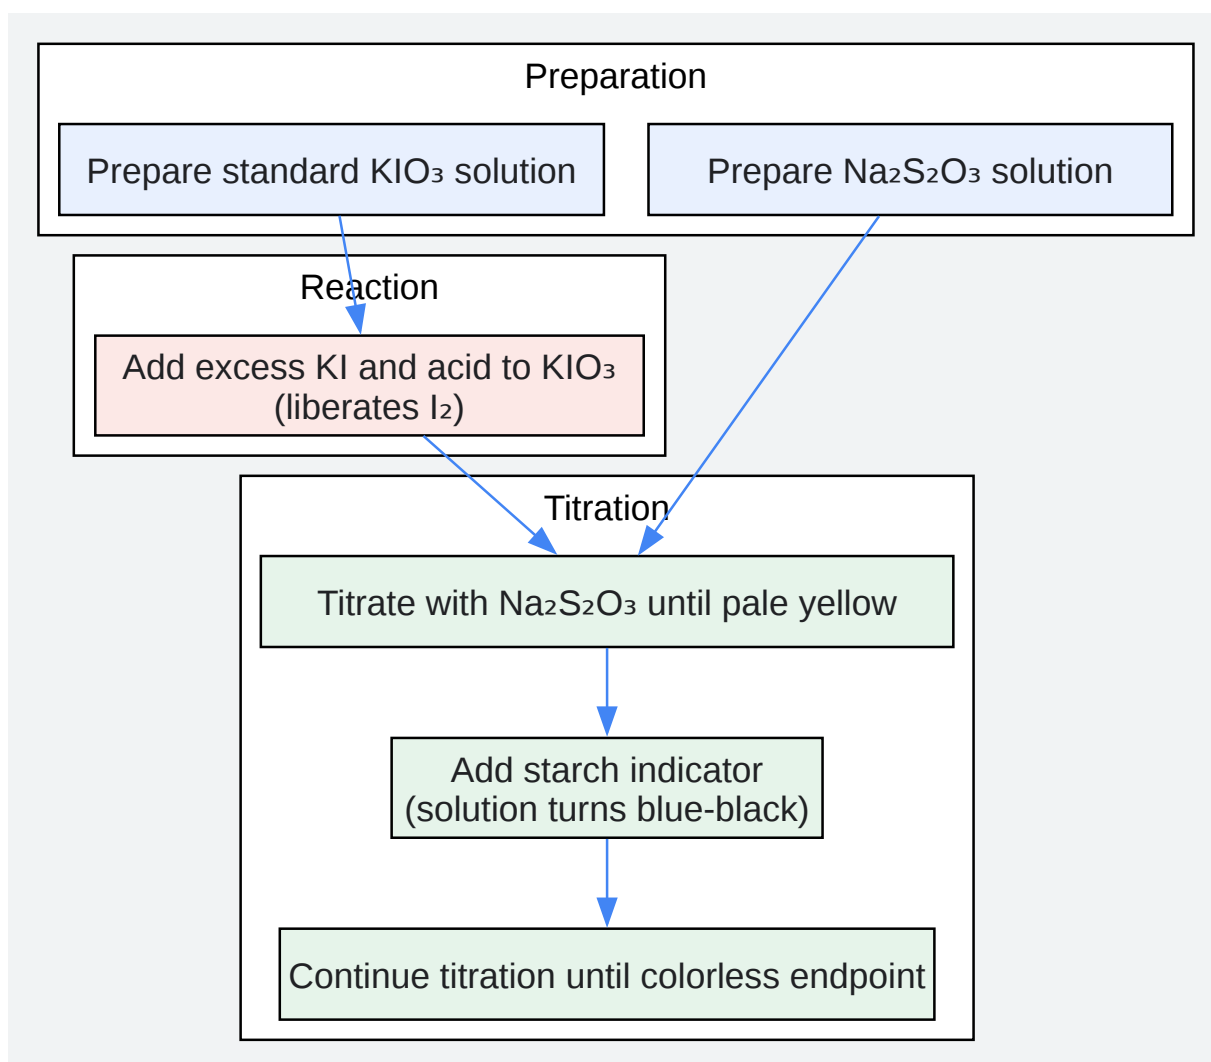 Preparation
Prepare standard KIO₃ solution
Prepare Na₂S₂O₃ solution
Reaction
Add excess KI and acid to KIO₃
(liberates I₂)
Titration
Titrate with Na₂S₂O₃ until pale yellow
Add starch indicator
(solution turns blue-black)
Continue titration until colorless endpoint